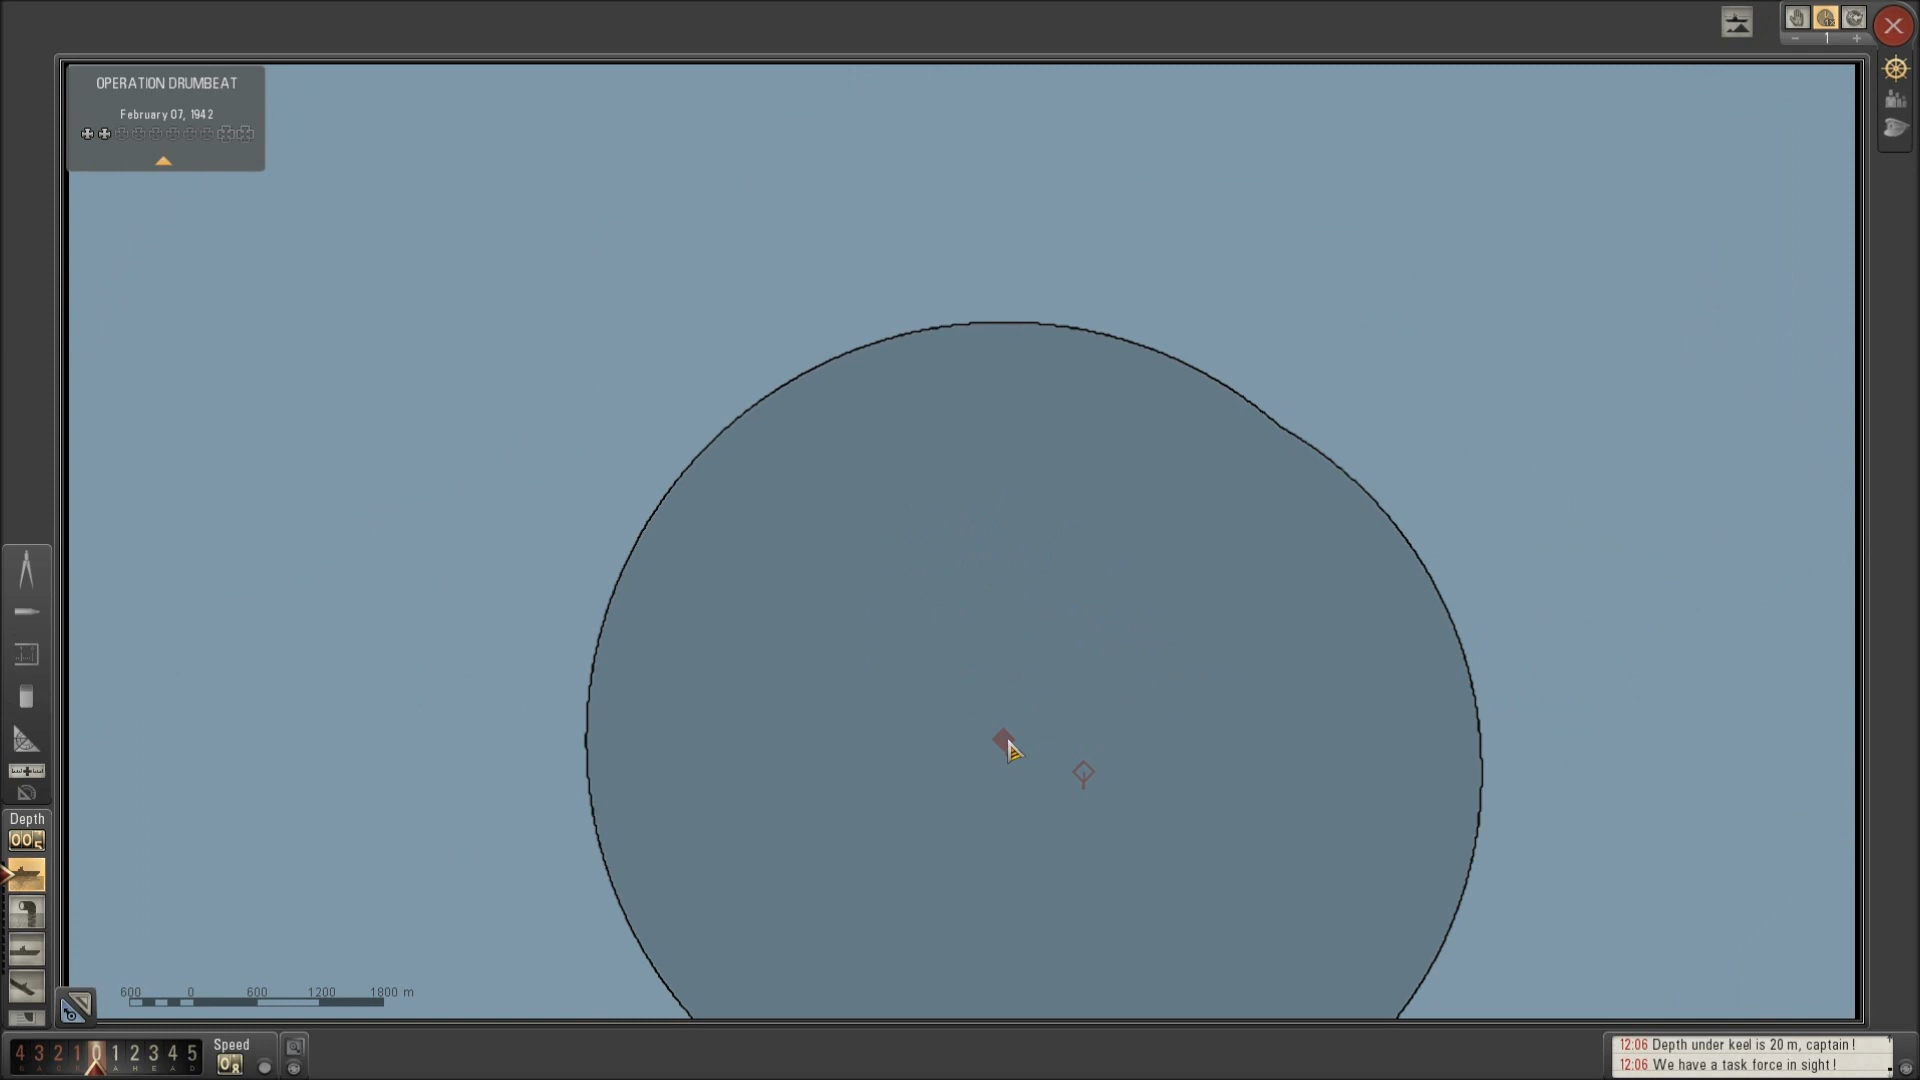 1
OPERATION DRUMBEAT
February 07, 1942
Depth
005
600 0 600 1200 1800 m
4 3 2 1 0 1 2 3 4 5
B A C K A H E A D
Speed
12:06 Depth under keel is 20 m, captain !
12:06 We have a task force in sight !